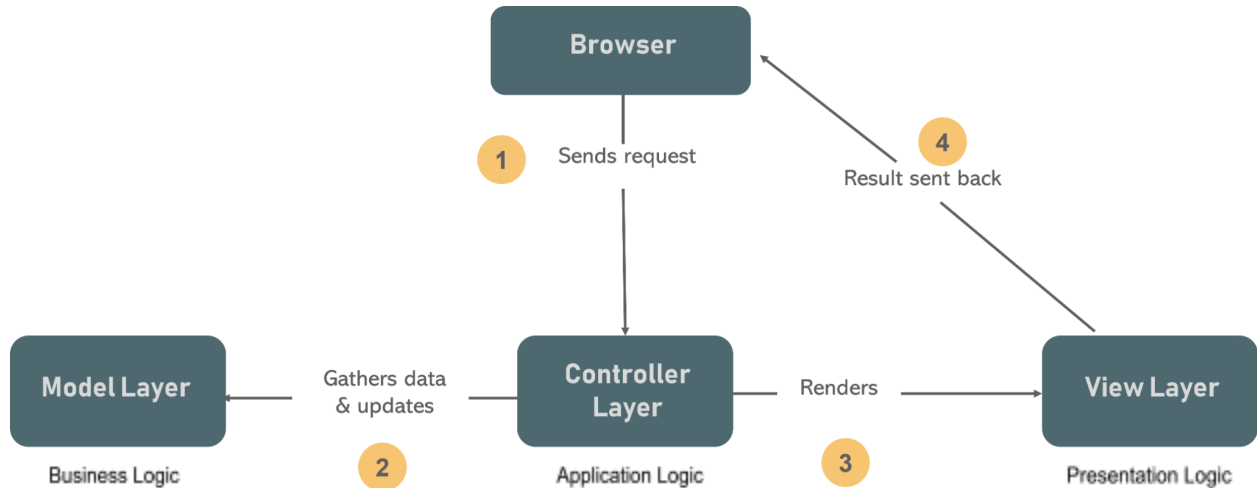 Browser
1
Sends request
4
Result sent back
Model Layer
Gathers data
& updates
Controller
Layer
Renders
View Layer
2
3
Business Logic
Application Logic
Presentation Logic